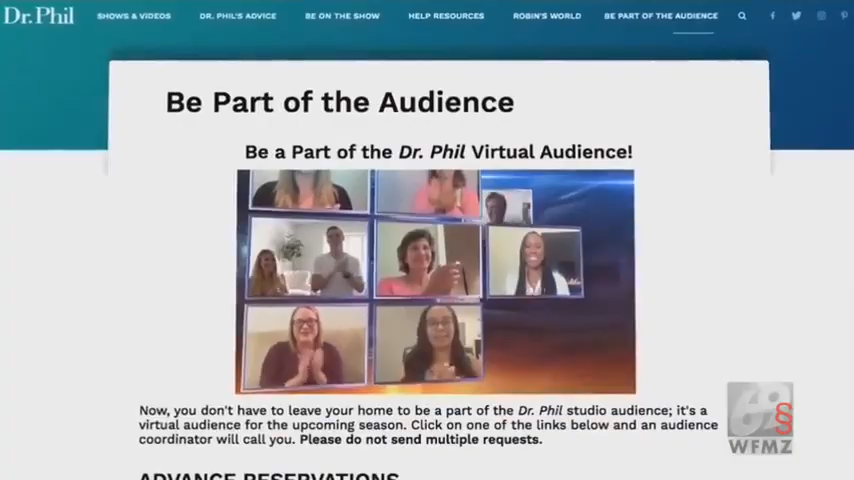 Dr. Phil
SHOWS & VIDEOS DR. PHIL'S ADVICE BE ON THE SHOW HELP RESOURCES ROBIN'S WORLD BE PART OF THE AUDIENCE
Be Part of the Audience
Be a Part of the Dr. Phil Virtual Audience!
Now, you don't have to leave your home to be a part of the Dr. Phil studio audience; it's a
virtual audience for the upcoming season. Click on one of the links below and an audience
coordinator will call you. Please do not send multiple requests.
69
WFMZ
ADVANCE RESERVATIONS